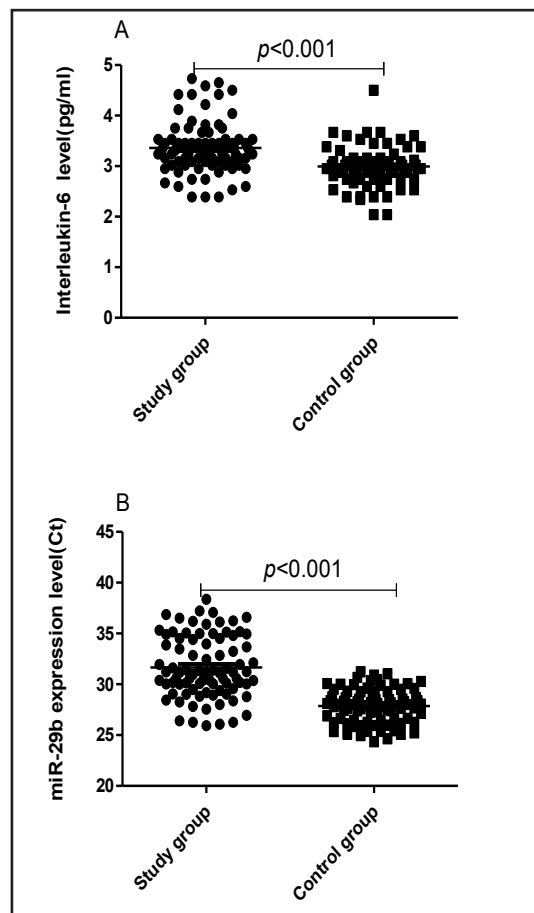 A
p<0.001
Interleukin-6 level(pg/ml)
5
4
3
2
1
0
Study group
Control group
B
p<0.001
miR-29b expression level(Ct)
45
40
35
30
25
20
Study group
Control group